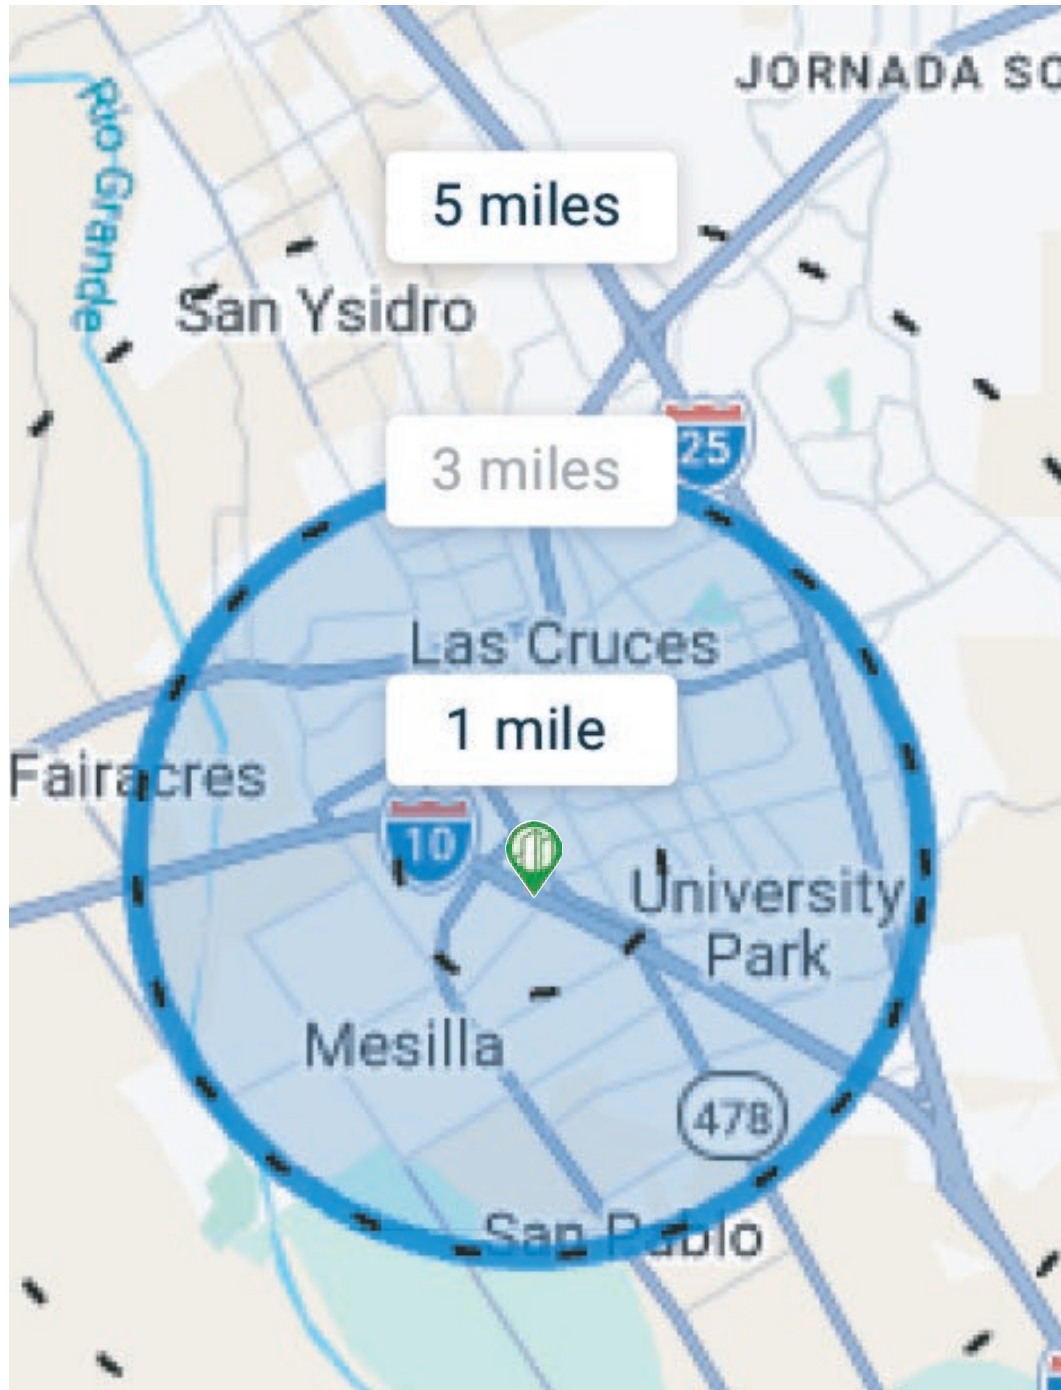 JORNADA SO
Rio Grande
5 miles
San Ysidro
25
3 miles
Las Cruces
1 mile
Fairacres
10
University
Park
Mesilla
478
San Pablo